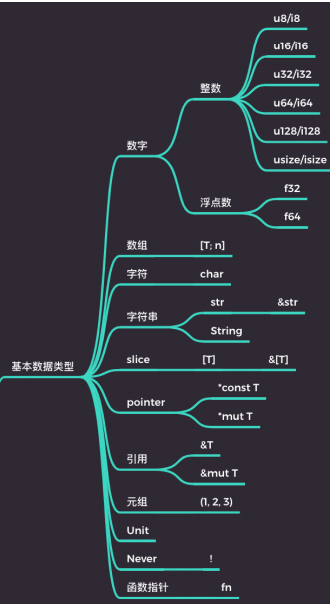 基本数据类型
数字
整数
u8/i8
u16/i16
u32/i32
u64/i64
u128/i128
usize/isize
浮点数
f32
f64
数组 [T; n]
字符 char
字符串
str &str
String
slice [T] &[T]
pointer
*const T
*mut T
引用
&T
&mut T
元组 (1, 2, 3)
Unit
Never !
函数指针 fn